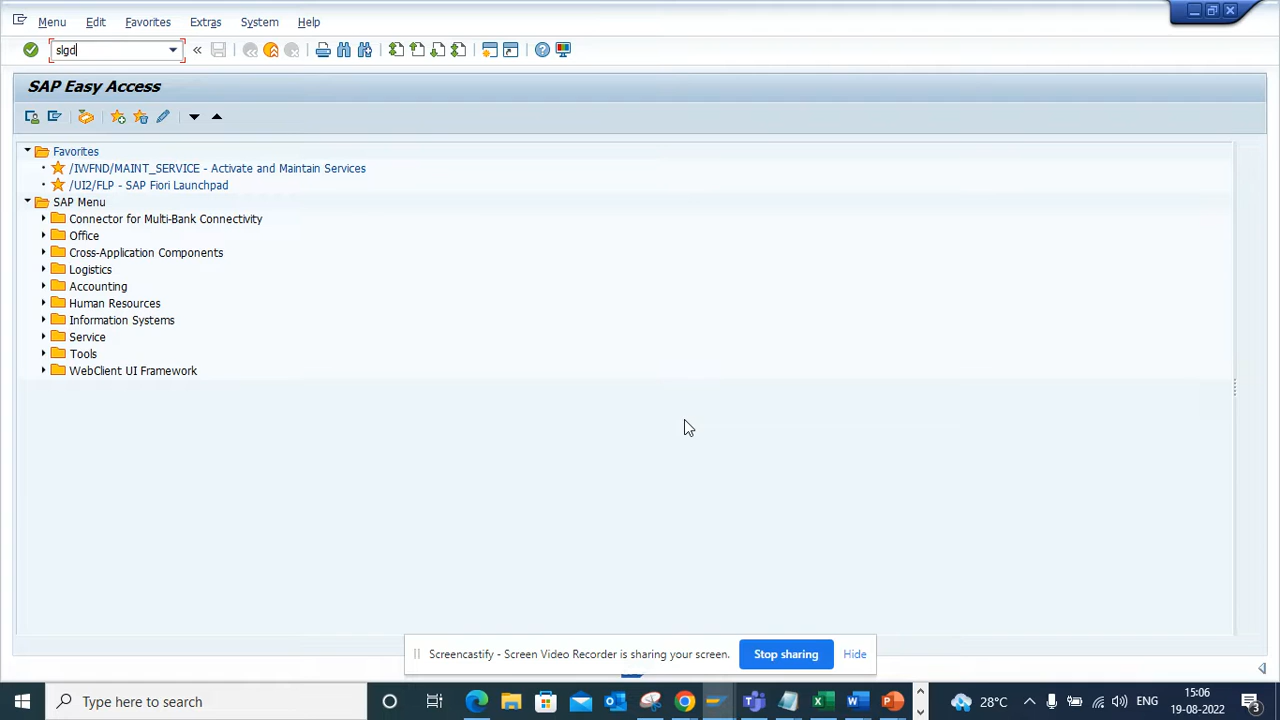 Menu Edit Favorites Extras System Help
slgd
SAP Easy Access
Favorites
/IWFND/MAINT_SERVICE - Activate and Maintain Services
/UI2/FLP - SAP Fiori Launchpad
SAP Menu
Connector for Multi-Bank Connectivity
Office
Cross-Application Components
Logistics
Accounting
Human Resources
Information Systems
Service
Tools
WebClient UI Framework
Screencastify - Screen Video Recorder is sharing your screen. Stop sharing Hide
Type here to search
28°C
ENG
15:06
19-08-2022
3